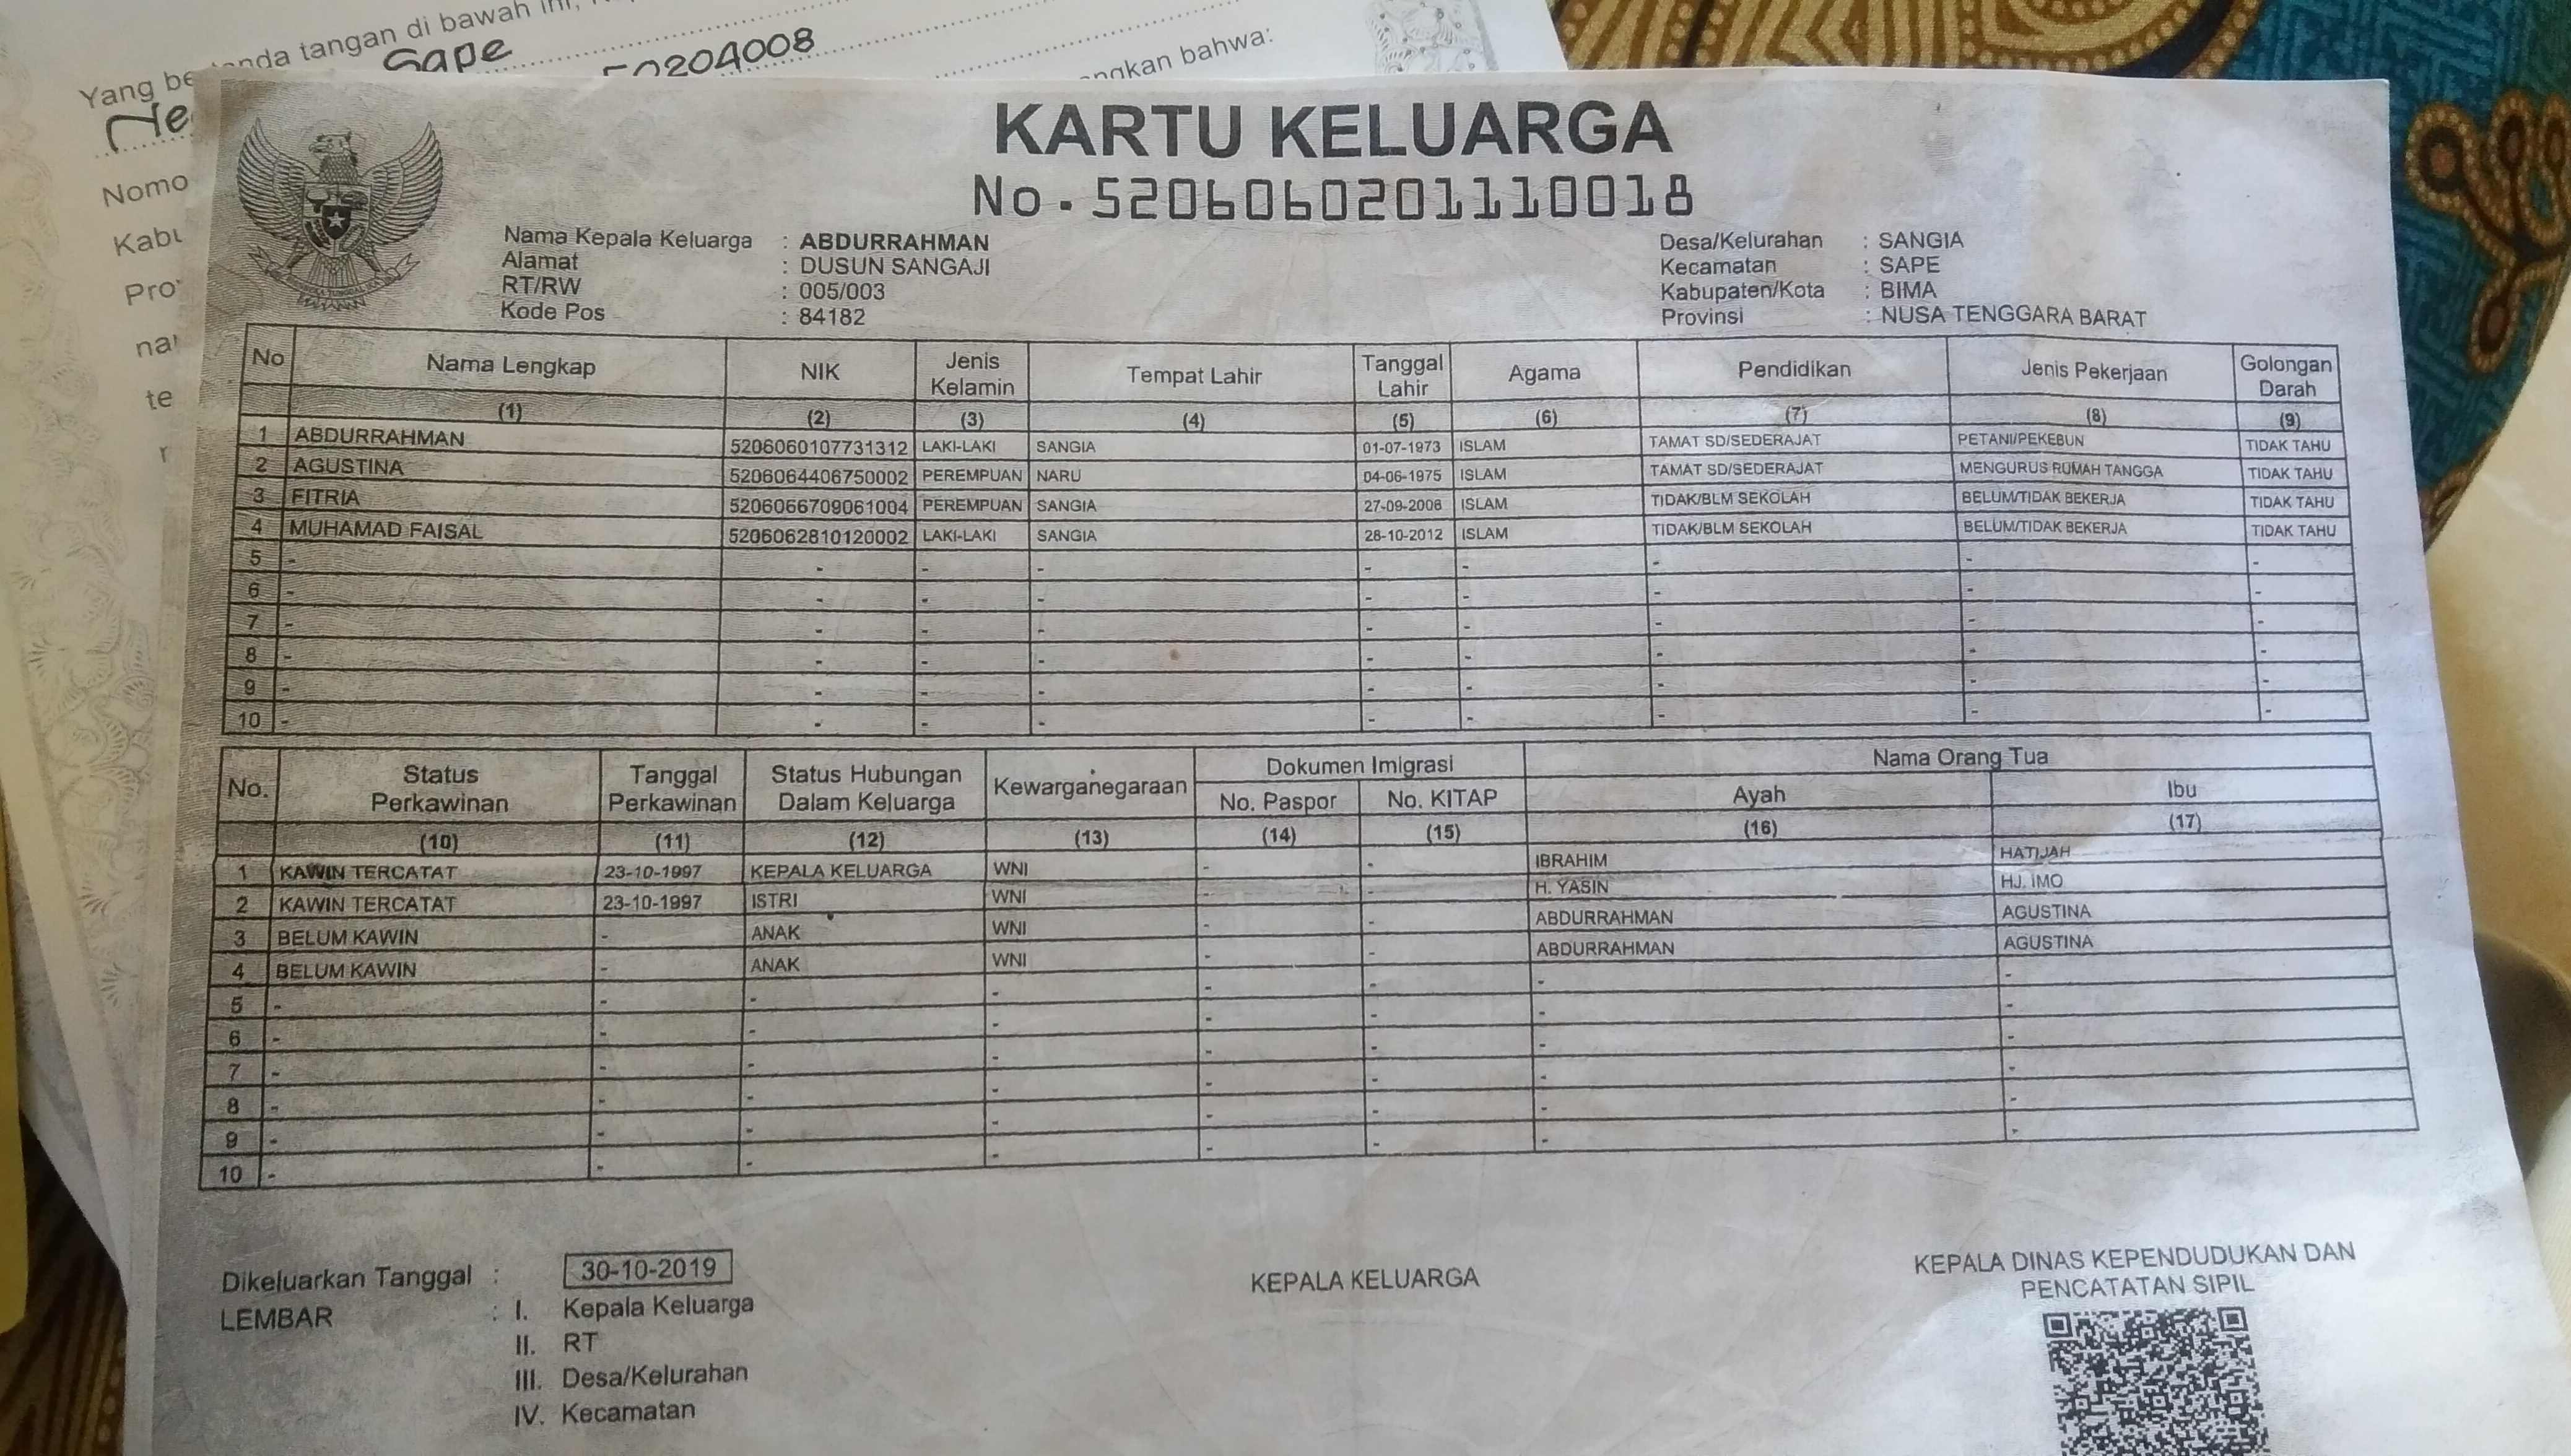 Yang be anda tangan di bawah ini,
Sape
50204008
ngkan bahwa:
Ne
Nomo
Kabu
Pro
na
te
r
KARTU KELUARGA
No. 5206060201110018
Nama Kepala Keluarga : ABDURRAHMAN
Alamat : DUSUN SANGAJI
RT/RW : 005/003
Kode Pos : 84182
Desa/Kelurahan : SANGIA
Kecamatan : SAPE
Kabupaten/Kota : BIMA
Provinsi : NUSA TENGGARA BARAT
No Nama Lengkap NIK Jenis Kelamin Tempat Lahir Tanggal Lahir Agama Pendidikan Jenis Pekerjaan Golongan Darah
(1) (2) (3) (4) (5) (6) (7) (8) (9)
1 ABDURRAHMAN 5206060107731312 LAKI-LAKI SANGIA 01-07-1973 ISLAM TAMAT SD/SEDERAJAT PETANI/PEKEBUN TIDAK TAHU
2 AGUSTINA 5206064406750002 PEREMPUAN NARU 04-06-1975 ISLAM TAMAT SD/SEDERAJAT MENGURUS RUMAH TANGGA TIDAK TAHU
3 FITRIA 5206066709061004 PEREMPUAN SANGIA 27-09-2006 ISLAM TIDAK/BLM SEKOLAH BELUM/TIDAK BEKERJA TIDAK TAHU
4 MUHAMAD FAISAL 5206062810120002 LAKI-LAKI SANGIA 28-10-2012 ISLAM TIDAK/BLM SEKOLAH BELUM/TIDAK BEKERJA TIDAK TAHU
5 - - - - - - - - -
6 - - - - - - - - -
7 - - - - - - - - -
8 - - - - - - - - -
9 - - - - - - - - -
10 - - - - - - - - -
No. Status Perkawinan Tanggal Perkawinan Status Hubungan Dalam Keluarga Kewarganegaraan Dokumen Imigrasi Nama Orang Tua
No. Paspor No. KITAP Ayah Ibu
(10) (11) (12) (13) (14) (15) (16) (17)
1 KAWIN TERCATAT 23-10-1997 KEPALA KELUARGA WNI - - IBRAHIM HATIJAH
2 KAWIN TERCATAT 23-10-1997 ISTRI WNI - - H. YASIN HJ. IMO
3 BELUM KAWIN - ANAK WNI - - ABDURRAHMAN AGUSTINA
4 BELUM KAWIN - ANAK WNI - - ABDURRAHMAN AGUSTINA
5 - - - - - - - -
6 - - - - - - - -
7 - - - - - - - -
8 - - - - - - - -
9 - - - - - - - -
10 - - - - - - - -
Dikeluarkan Tanggal : 30-10-2019
LEMBAR : I. Kepala Keluarga
II. RT
III. Desa/Kelurahan
IV. Kecamatan
KEPALA KELUARGA
KEPALA DINAS KEPENDUDUKAN DAN
PENCATATAN SIPIL